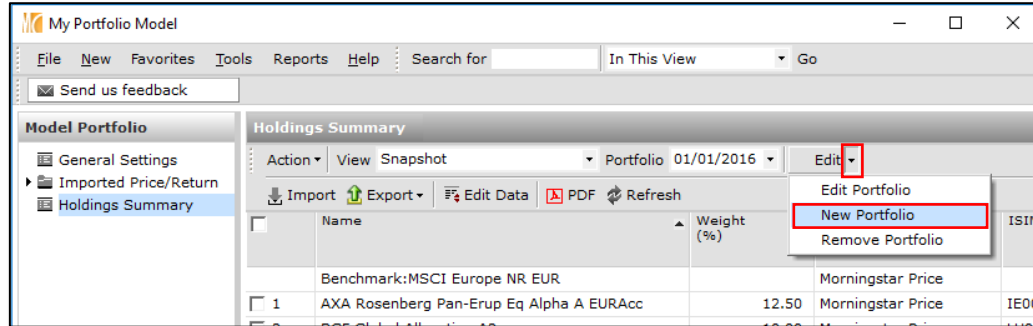 My Portfolio Model
File New Favorites Tools Reports Help Search for In This View Go
Send us feedback
Model Portfolio Holdings Summary
General Settings Action View Snapshot Portfolio 01/01/2016 Edit
Imported Price/Return Edit Portfolio
Holdings Summary Import Export Edit Data PDF Refresh
New Portfolio
Name Weight
(%) Remove Portfolio
Benchmark:MSCI Europe NR EUR Morningstar Price
1 AXA Rosenberg Pan-Erup Eq Alpha A EURAcc 12.50 Morningstar Price